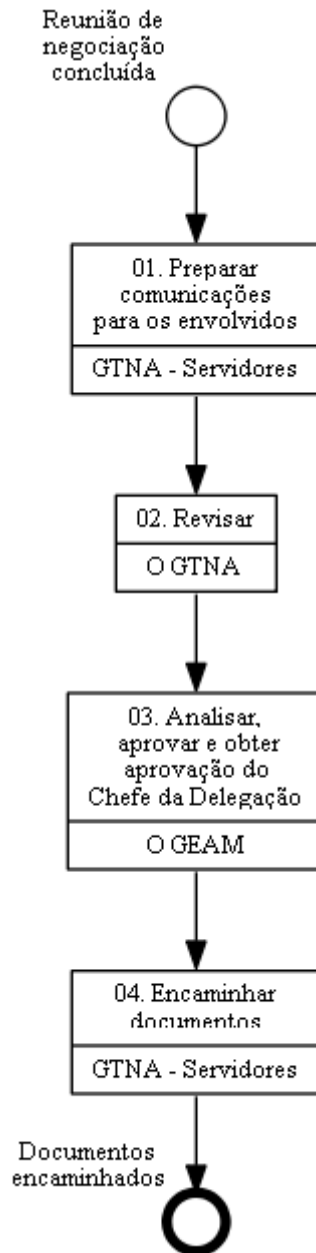 Reunião de
negociação
concluída
01. Preparar
comunicações
para os envolvidos
GTNA - Servidores
02. Revisar
O GTNA
03. Analisar,
aprovar e obter
aprovação do
Chefe da Delegação
O GEAM
04. Encaminhar
documentos
GTNA - Servidores
Documentos
encaminhados